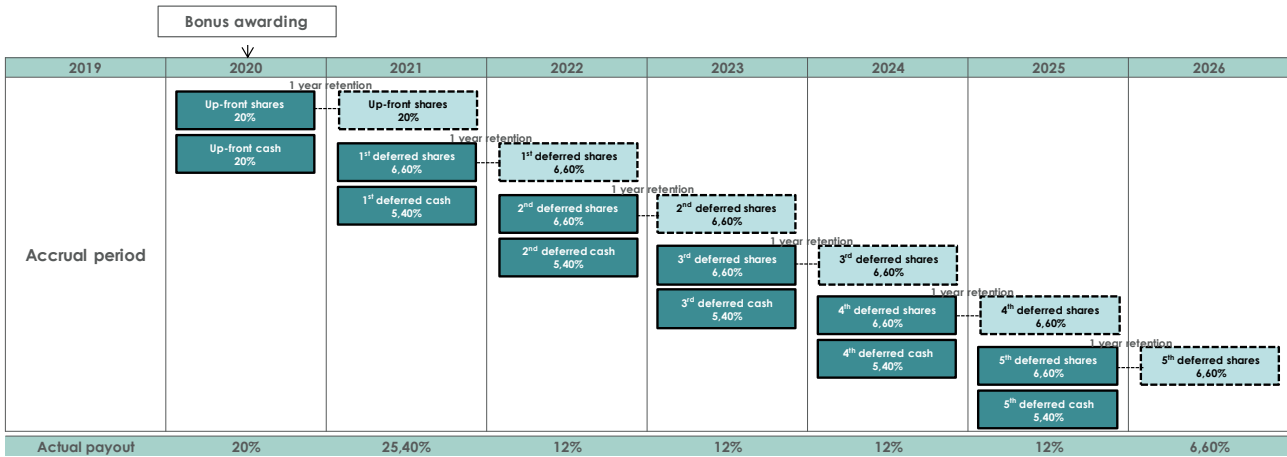 Bonus awarding
2019 2020 2021 2022 2023 2024 2025 2026
1 year retention
Up-front shares
20%
Up-front shares
20%
Up-front cash
20%
1 year retention
1st deferred shares
6,60%
1st deferred shares
6,60%
1st deferred cash
5,40%
1 year retention
2nd deferred shares
6,60%
2nd deferred shares
6,60%
2nd deferred cash
5,40%
Accrual period
1 year retention
3rd deferred shares
6,60%
3rd deferred shares
6,60%
3rd deferred cash
5,40%
1 year retention
4th deferred shares
6,60%
4th deferred shares
6,60%
4th deferred cash
5,40%
1 year retention
5th deferred shares
6,60%
5th deferred shares
6,60%
5th deferred cash
5,40%
Actual payout 20% 25,40% 12% 12% 12% 12% 6,60%